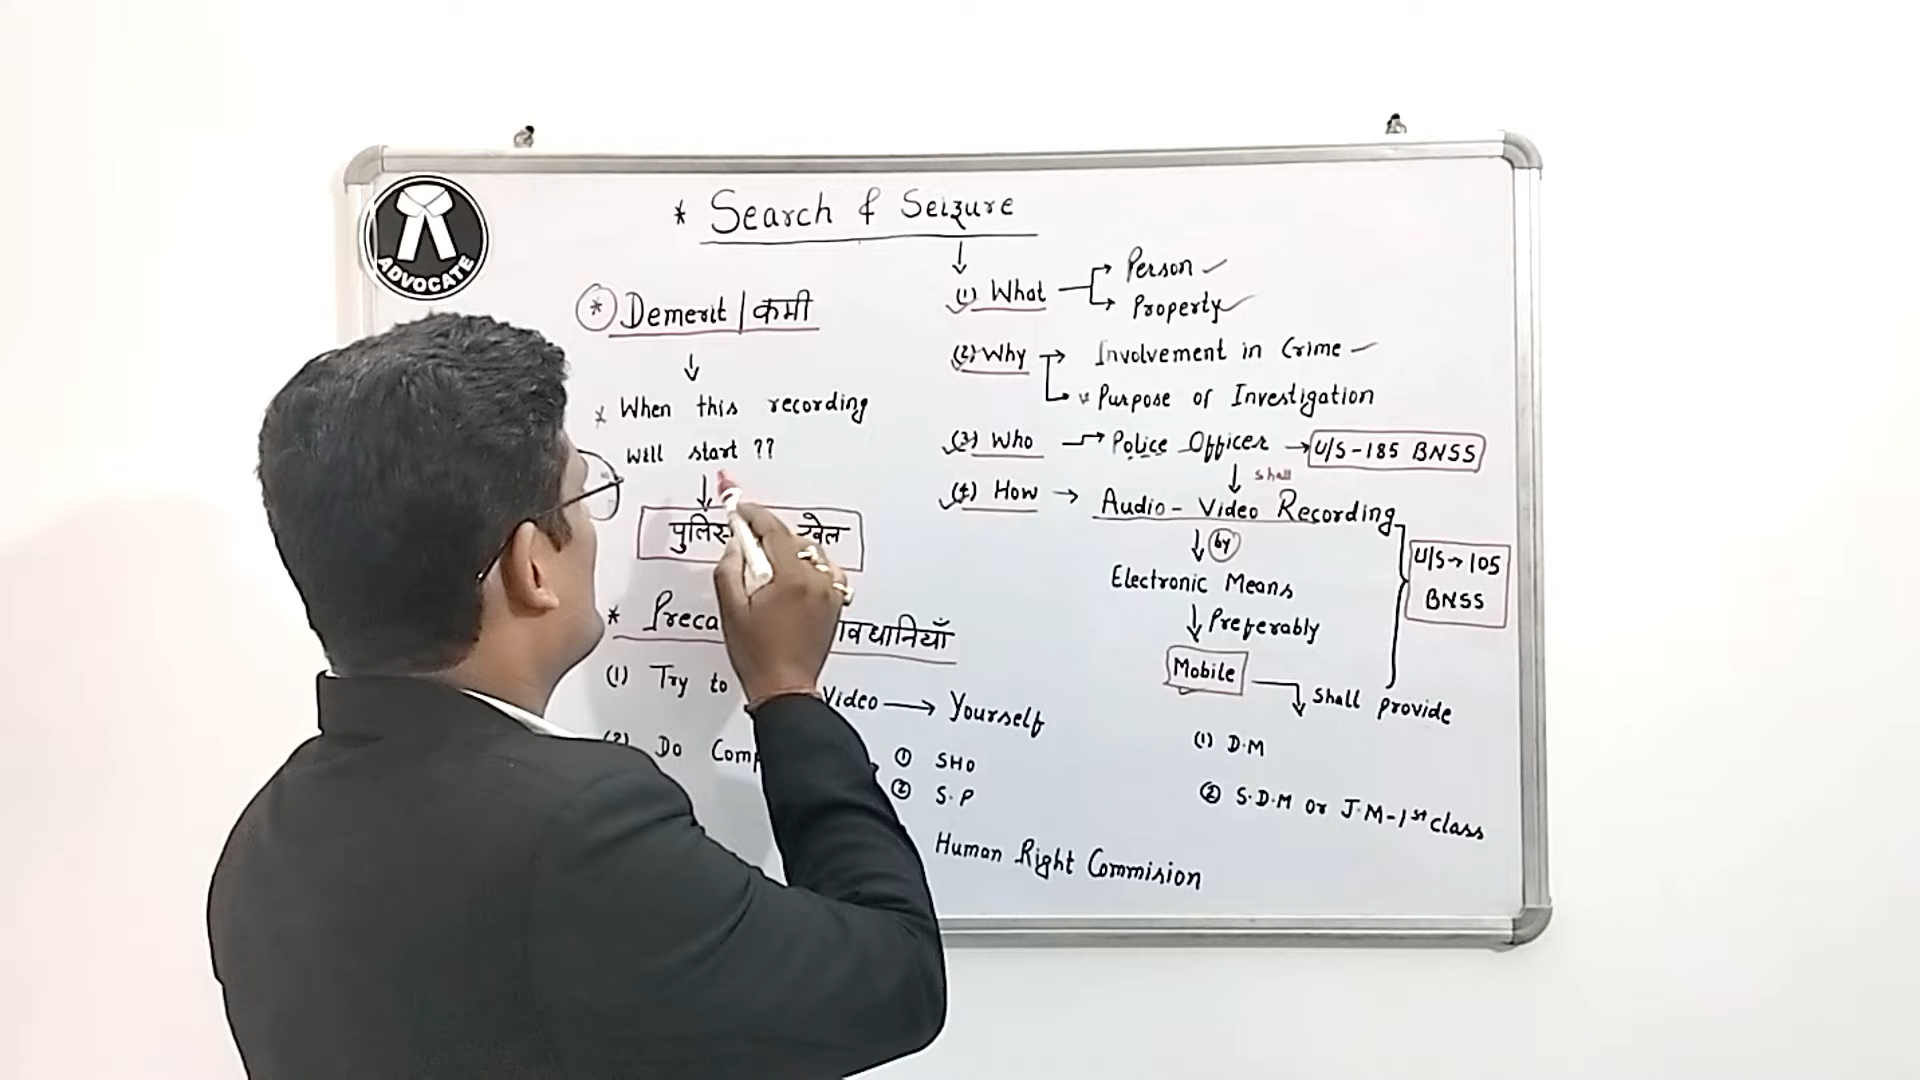 ADVOCATE
* Search & Seizure
* Demerit | कमी
* When this recording
will start ??
खेल
*
(1) Try to Video → Yourself
(2) Do
① SHO
② S.P
Human Right Commision
(1) What → Person
→ Property
(2) Why → Involvement in Crime
Purpose of Investigation
(3) Who → Police Officer → U/S-185 BNSS
shall
(4) How → Audio - Video Recording
by
U/S → 105
BNSS
Electronic Means
Preferably
Mobile
Shall provide
(1) D.M
② S.D.M or J.M-1st class